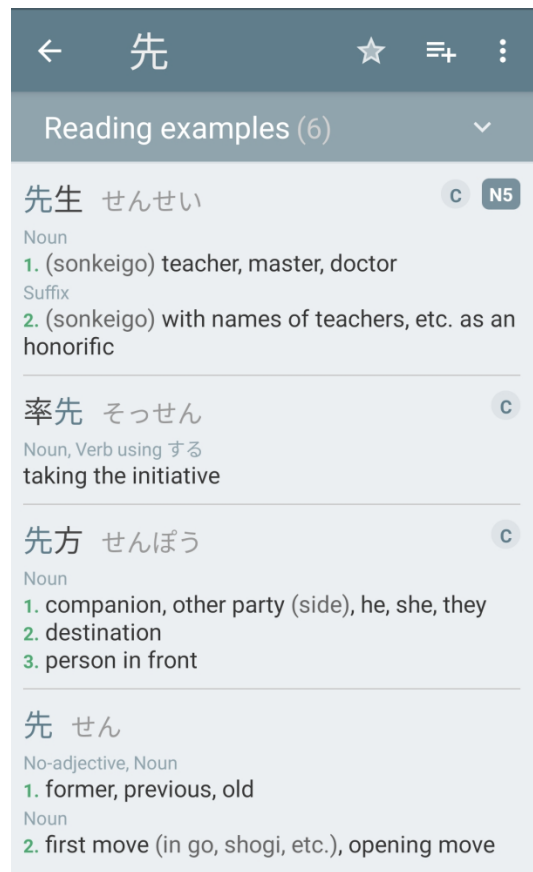 先
Reading examples (6)
先生 せんせい C N5
Noun
1. (sonkeigo) teacher, master, doctor
Suffix
2. (sonkeigo) with names of teachers, etc. as an
honorific
率先 そっせん C
Noun, Verb using する
taking the initiative
先方 せんぽう C
Noun
1. companion, other party (side), he, she, they
2. destination
3. person in front
先 せん
No-adjective, Noun
1. former, previous, old
Noun
2. first move (in go, shogi, etc.), opening move